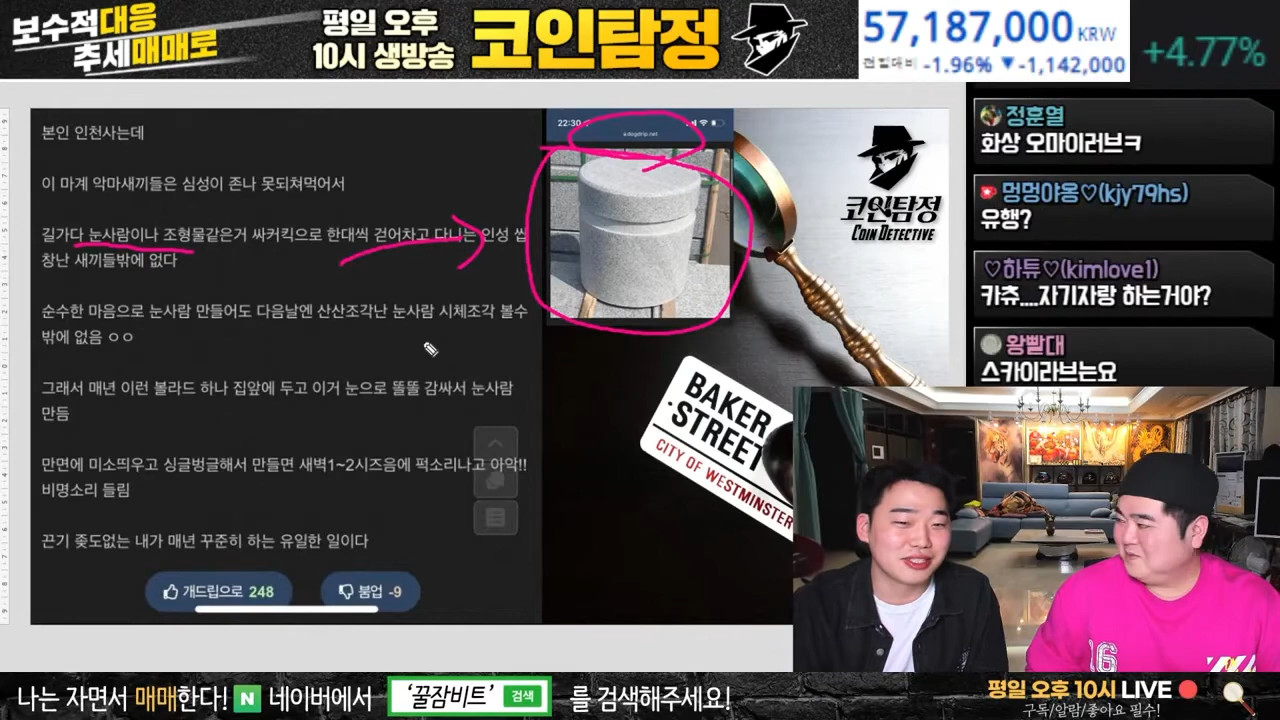 보수적대응
추세매매로
평일 오후
10시 생방송
코인탐정
57,187,000 KRW
전일대비 -1.96% ▼-1,142,000
+4.77%
본인 인천사는데
이 마계 악마새끼들은 심성이 존나 못되쳐먹어서
길가다 눈사람이나 조형물같은거 싸커킥으로 한대씩 걷어차고 다니는 인성 씹
창난 새끼들밖에 없다
순수한 마음으로 눈사람 만들어도 다음날엔 산산조각난 눈사람 시체조각 볼수
밖에 없음 ㅇㅇ
그래서 매년 이런 볼라드 하나 집앞에 두고 이거 눈으로 똘똘 감싸서 눈사람
만듬
만면에 미소띄우고 싱글벙글해서 만들면 새벽1~2시즈음에 퍽소리나고 아악!!
비명소리 들림
끈기 좆도없는 내가 매년 꾸준히 하는 유일한 일이다
개드립으로 248
붐업 -9
22:30
dogdrip.net
코인탐정
COIN DETECTIVE
BAKER
STREET
CITY OF WESTMINSTER
정훈열
화상 오마이러브ㅋ
멍멍야옹♡(kjy79hs)
유행?
♡하튜♡(kimlove1)
카츄....자기자랑 하는거야?
왕빨대
스카이라브는요
16
나는 자면서 매매한다! N 네이버에서 '꿀잠비트' 검색 를 검색해주세요!
평일 오후 10시 LIVE
구독/알람/좋아요 필수!